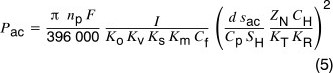 P_ac = (π n_p F / 396 000) (I / (K_o K_v K_s K_m C_f)) ((d s_ac / (C_p S_H)) (Z_N C_H / (K_T K_R)))^2
(5)